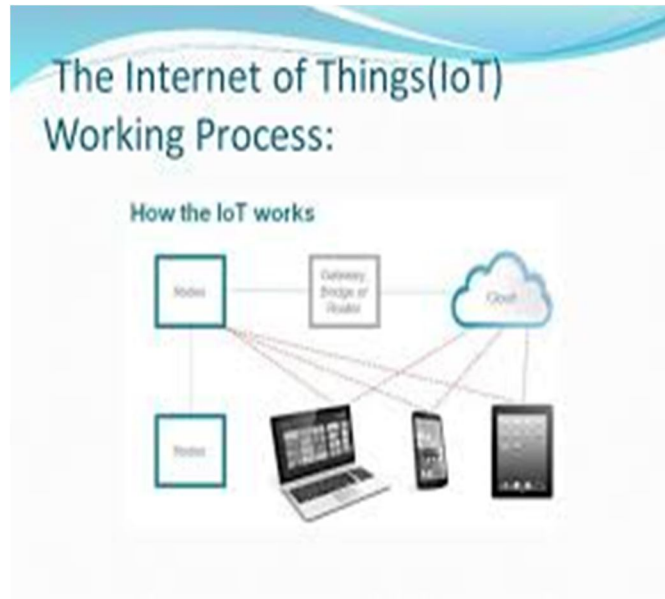 The Internet of Things(IoT)
Working Process:
How the IoT works
Nodes
Gateway,
Bridge or
Router
Cloud
Nodes